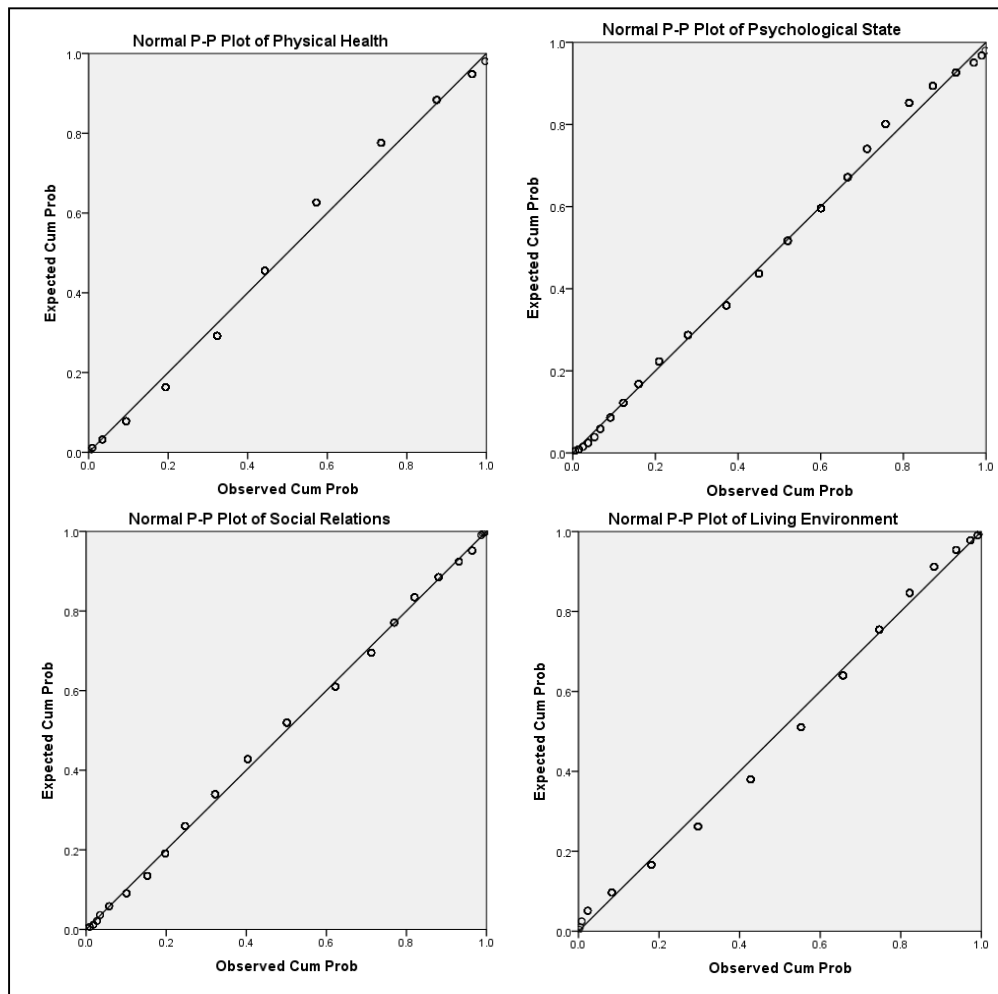 Normal P-P Plot of Physical Health
1.0
0.8
0.6
0.4
0.2
0.0
Expected Cum Prob
0.0 0.2 0.4 0.6 0.8 1.0
Observed Cum Prob
Normal P-P Plot of Psychological State
1.0
0.8
0.6
0.4
0.2
0.0
Expected Cum Prob
0.0 0.2 0.4 0.6 0.8 1.0
Observed Cum Prob
Normal P-P Plot of Social Relations
1.0
0.8
0.6
0.4
0.2
0.0
Expected Cum Prob
0.0 0.2 0.4 0.6 0.8 1.0
Observed Cum Prob
Normal P-P Plot of Living Environment
1.0
0.8
0.6
0.4
0.2
0.0
Expected Cum Prob
0.0 0.2 0.4 0.6 0.8 1.0
Observed Cum Prob